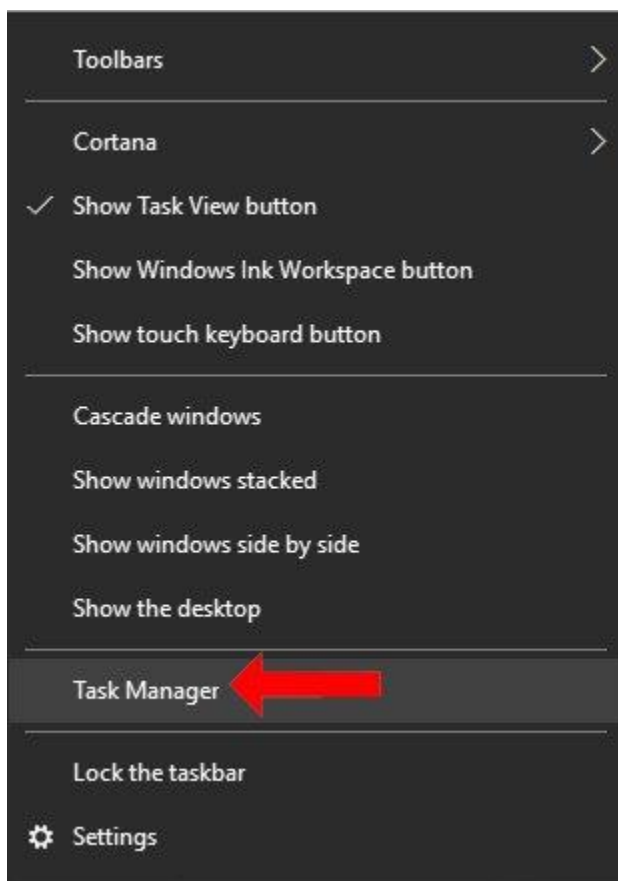 Toolbars
Cortana
Show Task View button
Show Windows Ink Workspace button
Show touch keyboard button
Cascade windows
Show windows stacked
Show windows side by side
Show the desktop
Task Manager
Lock the taskbar
Settings